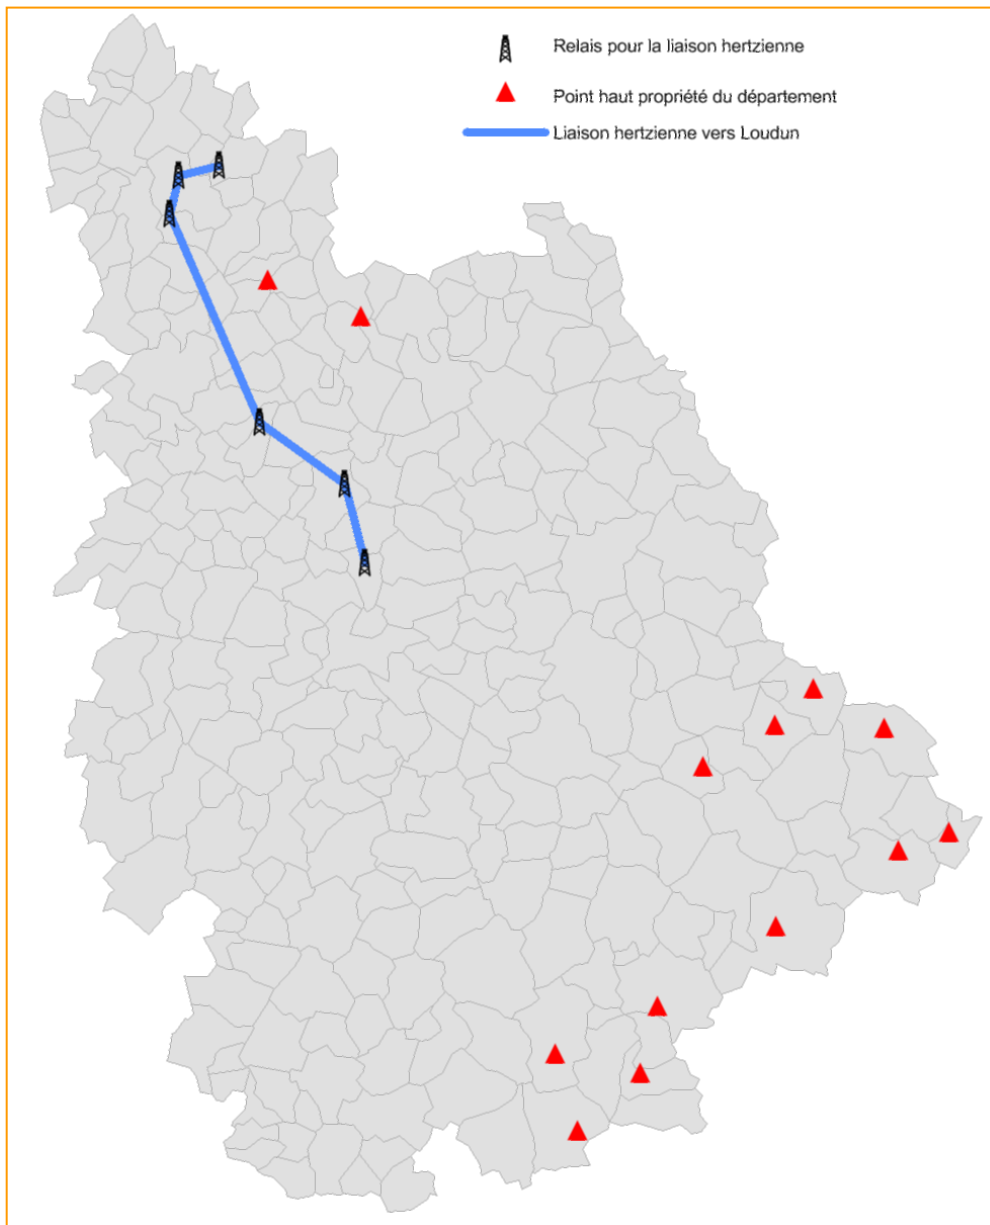 Relais pour la liaison hertzienne
Point haut propriété du département
Liaison hertzienne vers Loudun